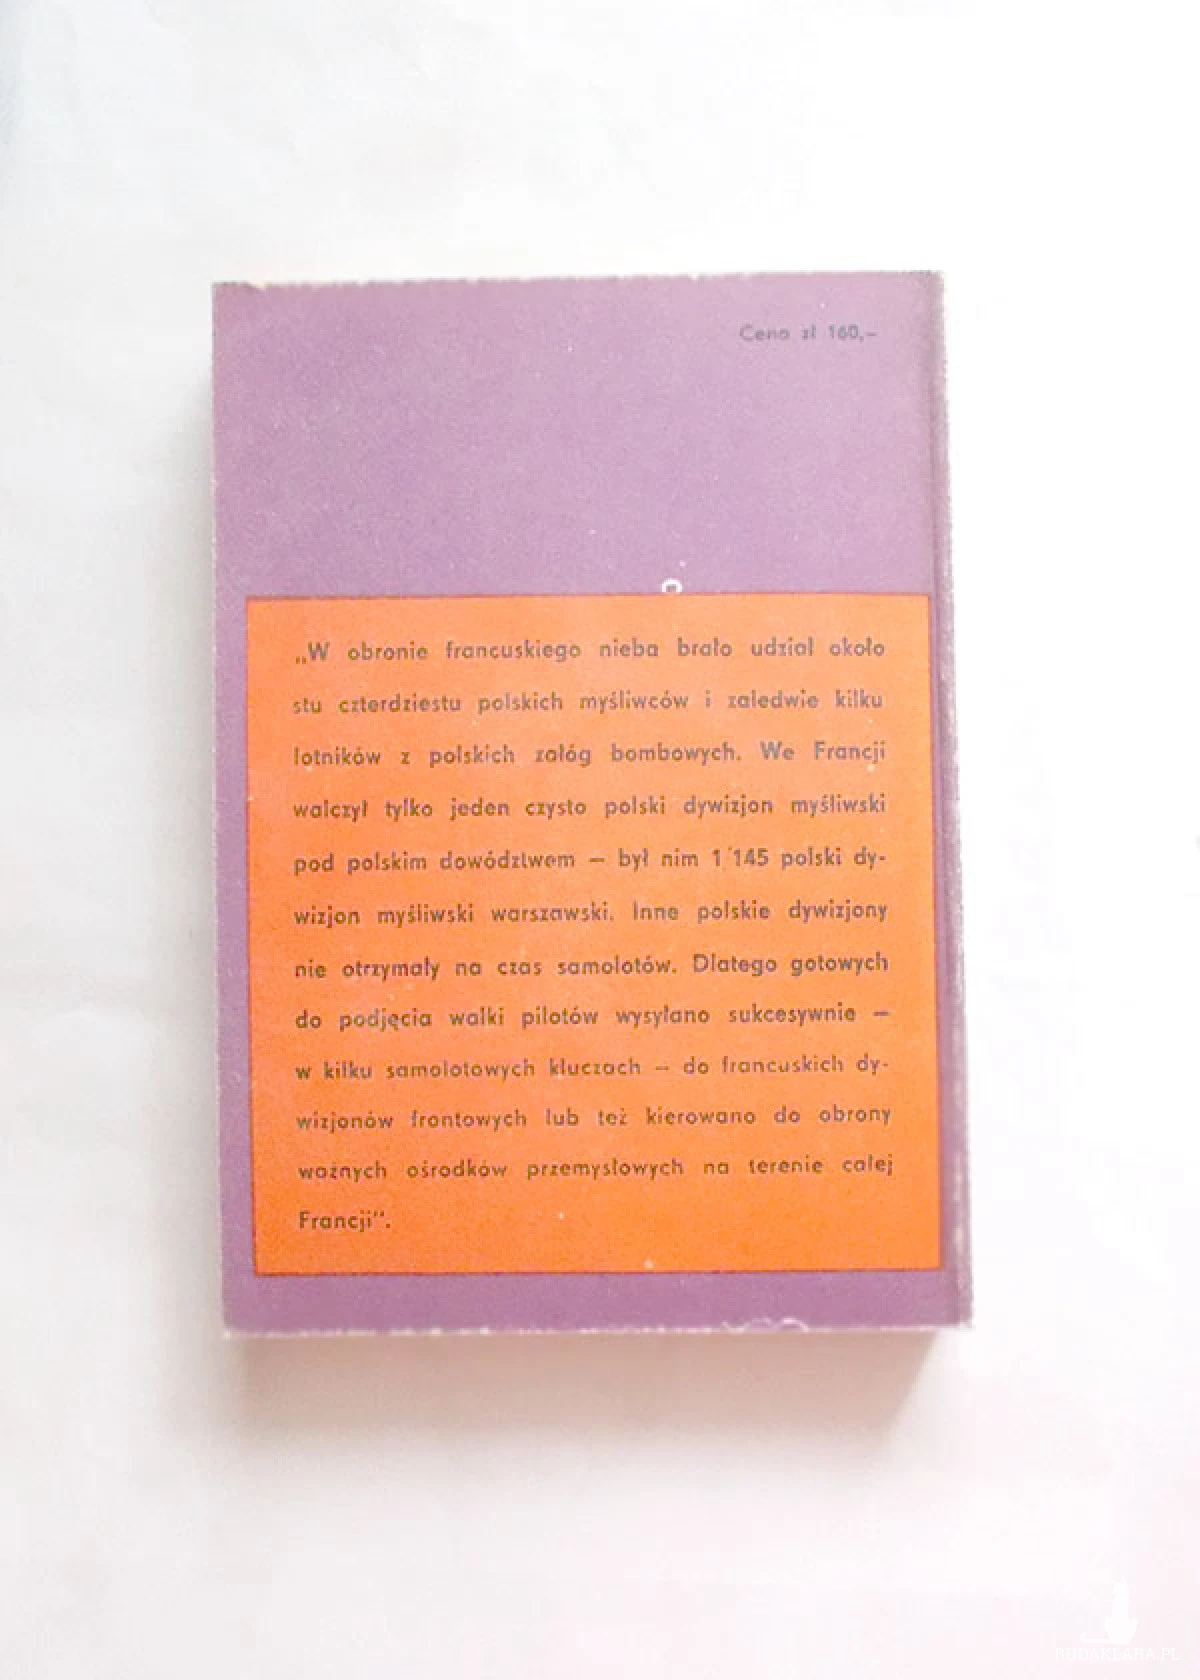 Cena zł 160,–
„W obronie francuskiego nieba brało udział około
stu czterdziestu polskich myśliwców i zaledwie kilku
lotników z polskich załóg bombowych. We Francji
walczył tylko jeden czysto polski dywizjon myśliwski
pod polskim dowództwem – był nim 1/145 polski dy-
wizjon myśliwski warszawski. Inne polskie dywizjony
nie otrzymały na czas samolotów. Dlatego gotowych
do podjęcia walki pilotów wysyłano sukcesywnie –
w kilku samolotowych kluczach – do francuskich dy-
wizjonów frontowych lub też kierowano do obrony
ważnych ośrodków przemysłowych na terenie całej
Francji”.
RUDAKLARA.PL